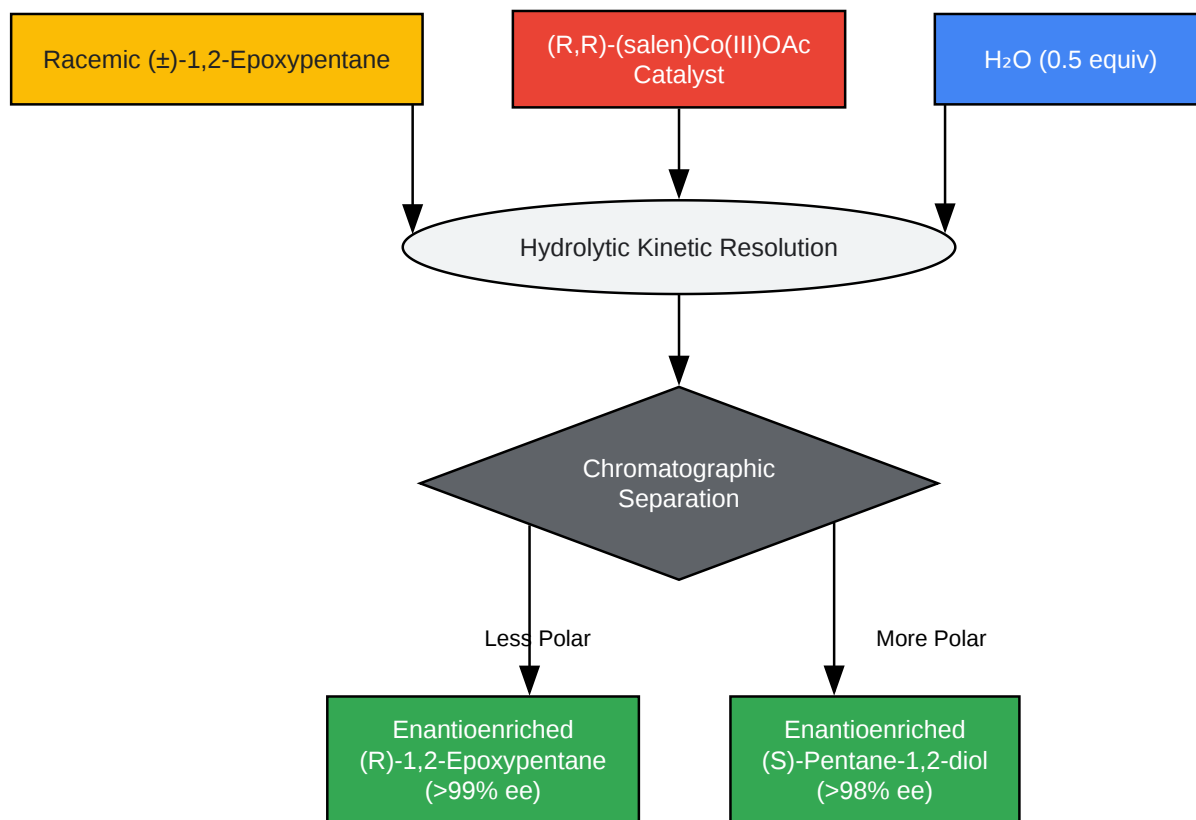 Racemic (±)-1,2-Epoxypentane
(R,R)-(salen)Co(III)OAc
Catalyst
H₂O (0.5 equiv)
Hydrolytic Kinetic Resolution
Chromatographic
Separation
Less Polar
More Polar
Enantioenriched
(R)-1,2-Epoxypentane
(>99% ee)
Enantioenriched
(S)-Pentane-1,2-diol
(>98% ee)